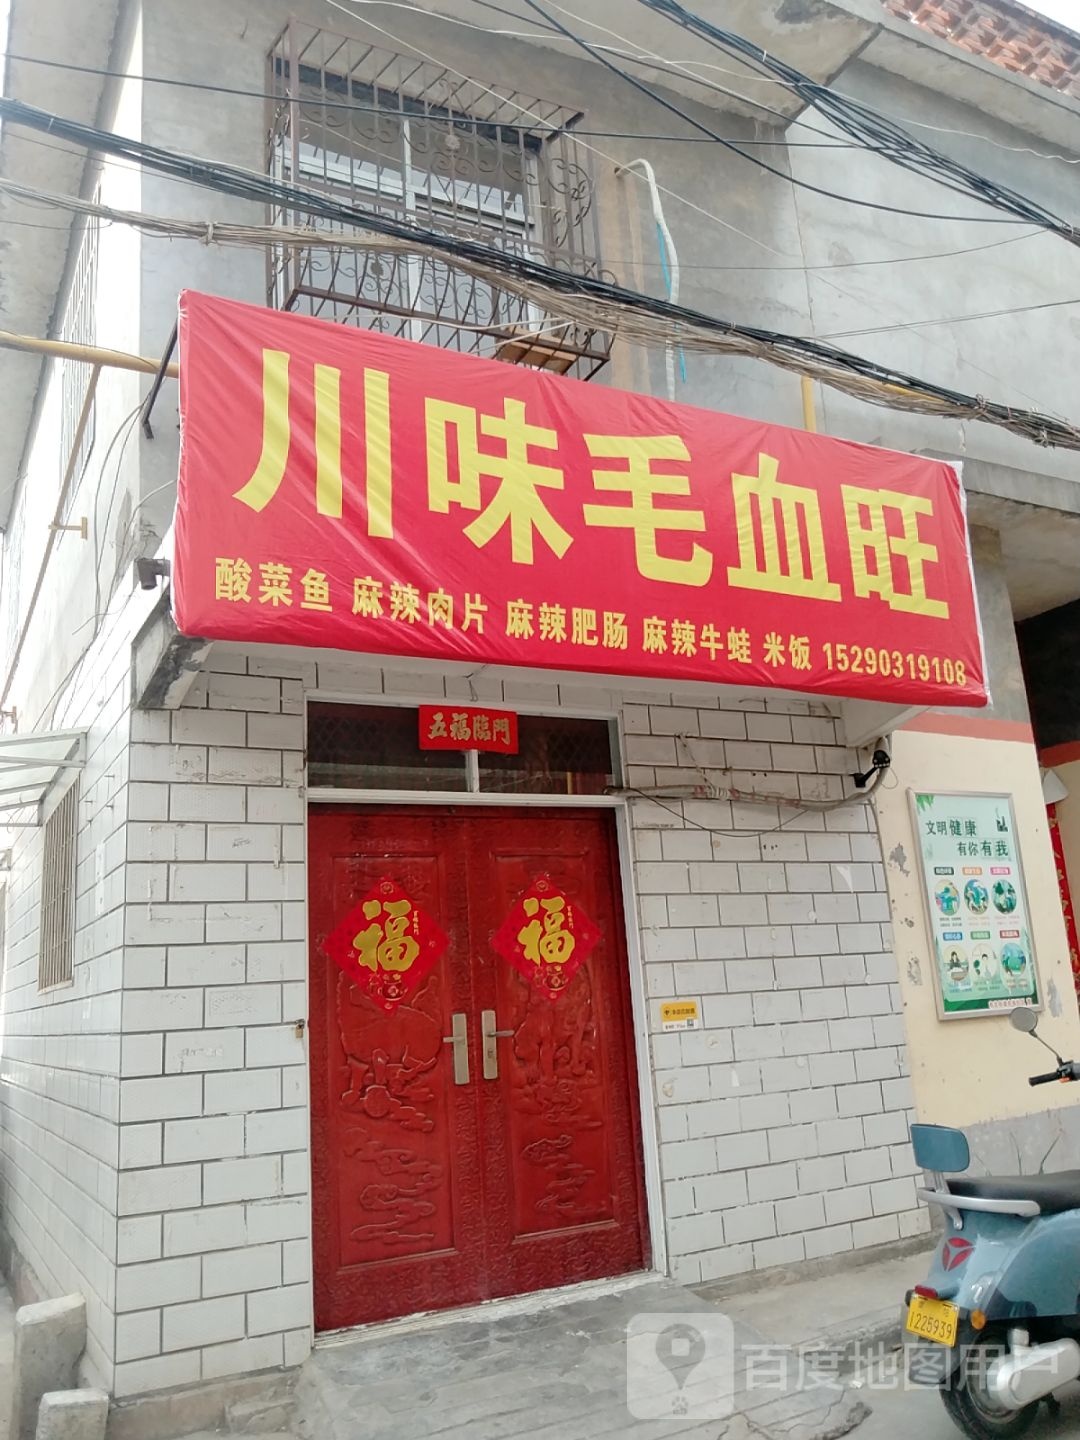 川味毛血旺
酸菜鱼 麻辣肉片 麻辣肥肠 麻辣牛蛙 米饭 15290319108
五福臨門
福
福
文明健康
有你有我
1225939
百度地图用户